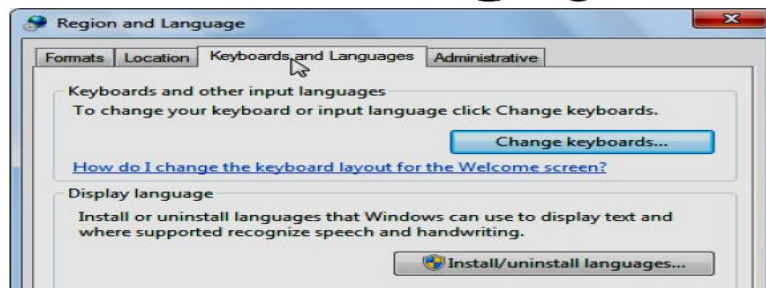 Region and Language
Formats Location Keyboards and Languages Administrative
Keyboards and other input languages
To change your keyboard or input language click Change keyboards.
Change keyboards...
How do I change the keyboard layout for the Welcome screen?
Display language
Install or uninstall languages that Windows can use to display text and
where supported recognize speech and handwriting.
Install/uninstall languages...